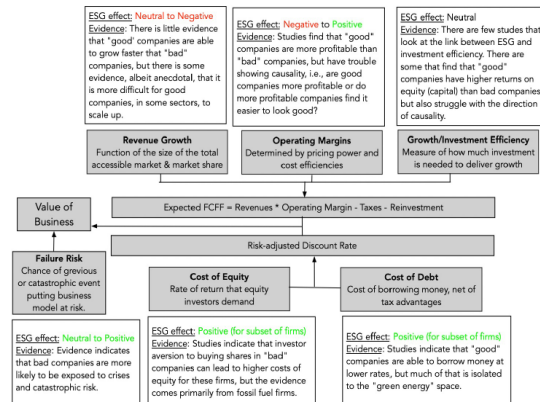 ESG effect: Neutral to Negative
Evidence: There is little evidence
that "good' companies are able
to grow faster that "bad"
companies, but there is some
evidence, albeit anecdotal, that it
is more difficult for good
companies, in some sectors, to
scale up.
ESG effect: Negative to Positive
Evidence: Studies find that "good"
companies are more profitable than
"bad" companies, but have trouble
showing causality, i.e., are good
companies more profitable or do
more profitable companies find it
easier to look good?
ESG effect: Neutral
Evidence: There are few studes that
look at the link between ESG and
investment efficiency. There are
some that find that "good"
companies have higher returns on
equity (capital) than bad companies
but also struggle with the direction
of causality.
Revenue Growth
Function of the size of the total
accessible market & market share
Operating Margins
Determined by pricing power and
cost efficiencies
Growth/Investment Efficiency
Measure of how much investment
is needed to deliver growth
Value of
Business
Expected FCFF = Revenues * Operating Margin - Taxes - Reinvestment
Risk-adjusted Discount Rate
Failure Risk
Chance of grevious
or catastrophic event
putting business
model at risk.
Cost of Equity
Rate of return that equity
investors demand
Cost of Debt
Cost of borrowing money, net of
tax advantages
ESG effect: Neutral to Positive
Evidence: Evidence indicates
that bad companies are more
likely to be exposed to crises
and catastrophic risk.
ESG effect: Positive (for subset of firms)
Evidence: Studies indicate that investor
aversion to buying shares in "bad"
companies can lead to higher costs of
equity for these firms, but the evidence
comes primarily from fossil fuel firms.
ESG effect: Positive (for subset of firms)
Evidence: Studies indicate that "good"
companies are able to borrow money at
lower rates, but much of that is isolated
to the "green energy" space.